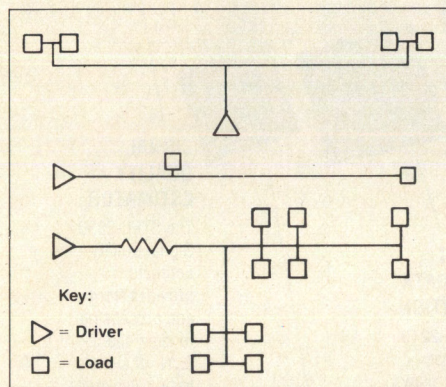 Key:
= Driver
= Load